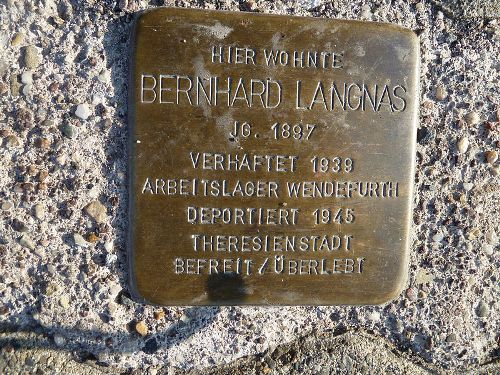 HIER WOHNTE
BERNHARD LANGNAS
JG. 1897
VERHAFTET 1939
ARBEITSLAGER WENDEFURTH
DEPORTIERT 1945
THERESIENSTADT
BEFREIT/ÜBERLEBT